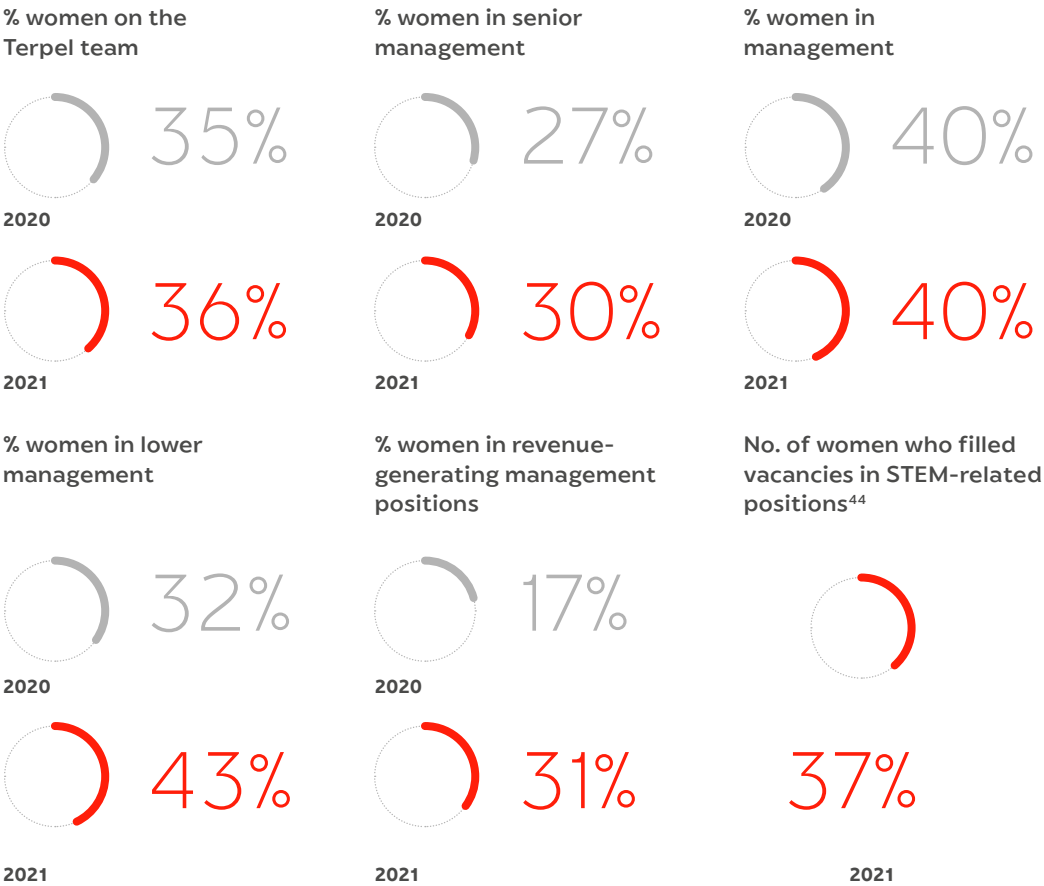 % women on the
Terpel team
35%
2020
36%
2021
% women in senior
management
27%
2020
30%
2021
% women in
management
40%
2020
40%
2021
% women in lower
management
32%
2020
43%
2021
% women in revenue-
generating management
positions
17%
2020
31%
2021
No. of women who filled
vacancies in STEM-related
positions⁴⁴
37%
2021